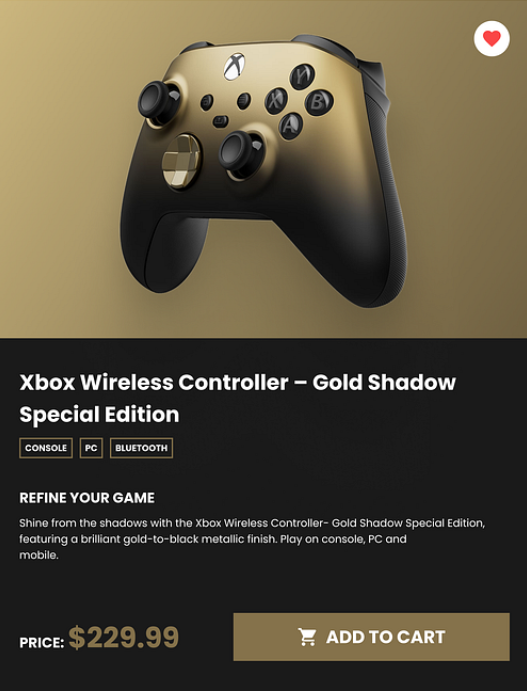 Y
X B
A
Xbox Wireless Controller – Gold Shadow
Special Edition
CONSOLE PC BLUETOOTH
REFINE YOUR GAME
Shine from the shadows with the Xbox Wireless Controller- Gold Shadow Special Edition,
featuring a brilliant gold-to-black metallic finish. Play on console, PC and
mobile.
PRICE: $229.99 ADD TO CART